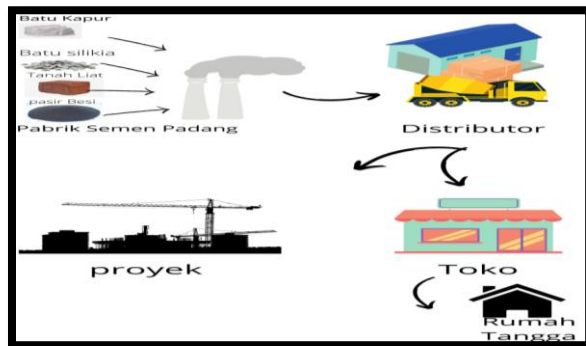 Batu Kapur
Batu silikia
Tanah Liat
pasir Besi
Pabrik Semen Padang
Distributor
proyek
Toko
Rumah
Tangga